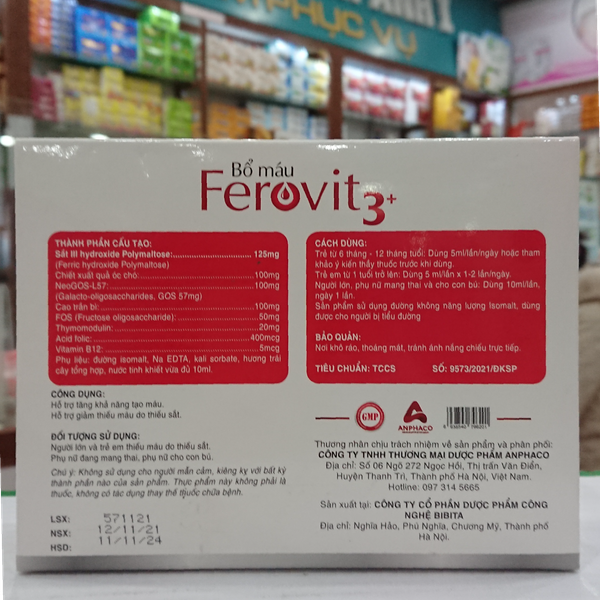 PHỤC VỤ
Bổ máu
Ferovit3+
THÀNH PHẦN CẤU TẠO:
Sắt III hydroxide Polymaltose:........................125mg
(Ferric hydroxide Polymaltose)
Chiết xuất quả óc chó:........................100mg
NeoGOS-L57:........................100mg
(Galacto-oligosaccharides, GOS 57mg)
Cao trần bì:........................100mg
FOS (Fructose oligosaccharide):........................50mg
Thymomodulin:........................20mg
Acid folic:........................400mcg
Vitamin B12:........................5mcg
Phụ liệu: đường Isomalt, Na EDTA, kali sorbate, hương trái
cây tổng hợp, nước tinh khiết vừa đủ 10ml.
CÔNG DỤNG:
Hỗ trợ tăng khả năng tạo máu.
Hỗ trợ giảm thiếu máu do thiếu sắt.
ĐỐI TƯỢNG SỬ DỤNG:
Người lớn và trẻ em thiếu máu do thiếu sắt.
Phụ nữ đang mang thai, phụ nữ cho con bú.
Chú ý: Không sử dụng cho người mẫn cảm, kiêng kỵ với bất kỳ
thành phần nào của sản phẩm. Thực phẩm này không phải là
thuốc, không có tác dụng thay thế thuốc chữa bệnh.
LSX: 571121
NSX: 12/11/21
HSD: 11/11/24
CÁCH DÙNG:
Trẻ từ 6 tháng - 12 tháng tuổi: Dùng 5ml/lần/ngày hoặc tham
khảo ý kiến thầy thuốc trước khi dùng.
Trẻ em từ 1 tuổi trở lên: Dùng 5 ml/lần x 1-2 lần/ngày.
Người lớn, phụ nữ mang thai và cho con bú: Dùng 10ml/lần,
ngày 1 lần.
Sản phẩm sử dụng đường không năng lượng Isomalt, dùng
được cho người bị tiểu đường
BẢO QUẢN:
Nơi khô ráo, thoáng mát, tránh ánh nắng chiếu trực tiếp.
TIÊU CHUẨN: TCCS SỐ: 9573/2021/ĐKSP
GMP
ANPHACO
Thương nhân chịu trách nhiệm về sản phẩm và phân phối:
CÔNG TY TNHH THƯƠNG MẠI DƯỢC PHẨM ANPHACO
Địa chỉ: Số 06 Ngõ 272 Ngọc Hồi, Thị trấn Văn Điển,
Huyện Thanh Trì, Thành phố Hà Nội, Việt Nam.
Hotline: 097 314 5665
Sản xuất tại: CÔNG TY CỔ PHẦN DƯỢC PHẨM CÔNG
NGHỆ BIBITA
Địa chỉ: Nghĩa Hảo, Phú Nghĩa, Chương Mỹ, Thành phố
Hà Nội.